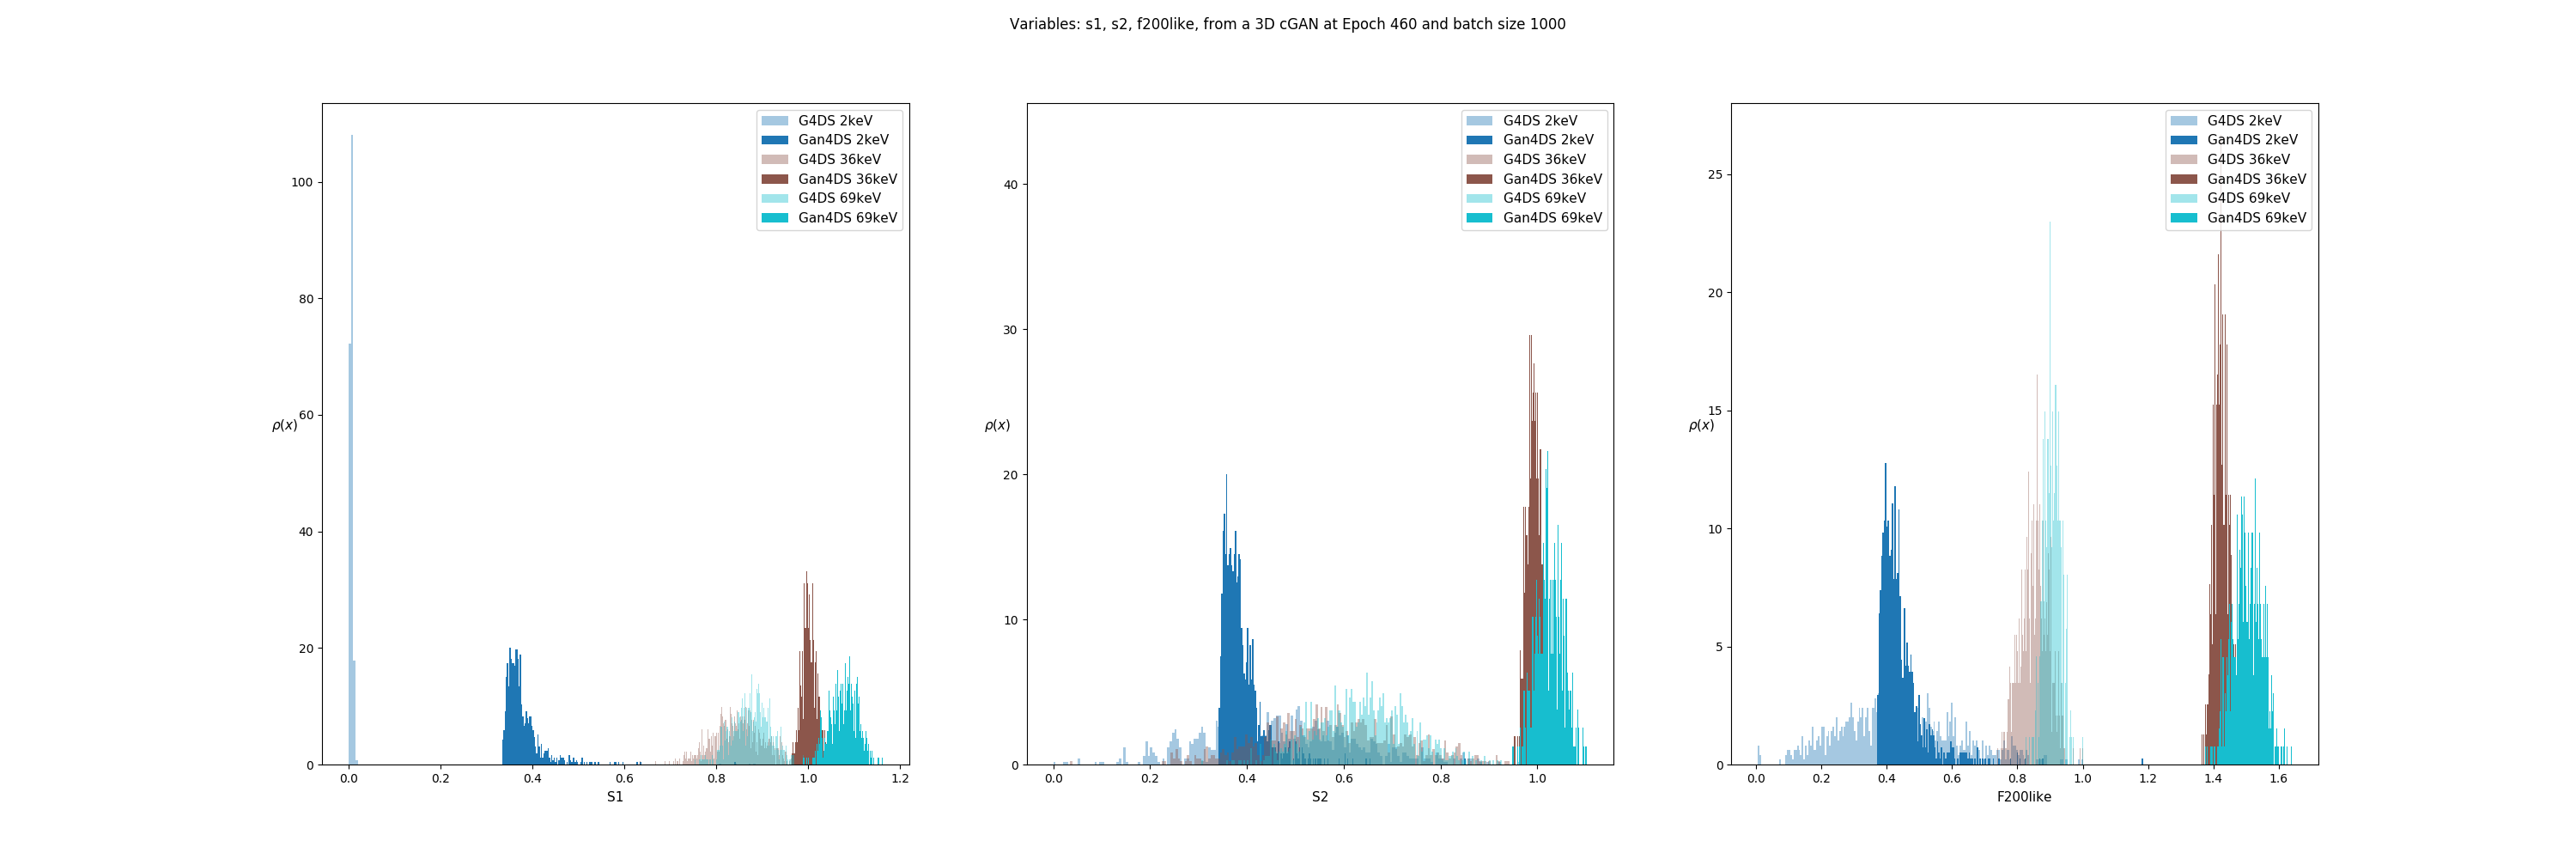 Variables: s1, s2, f200like, from a 3D cGAN at Epoch 460 and batch size 1000
G4DS 2keV
Gan4DS 2keV
G4DS 36keV
Gan4DS 36keV
G4DS 69keV
Gan4DS 69keV
100
80
60
40
20
0
ρ(x)
0.0 0.2 0.4 0.6 0.8 1.0 1.2
S1
G4DS 2keV
Gan4DS 2keV
G4DS 36keV
Gan4DS 36keV
G4DS 69keV
Gan4DS 69keV
40
30
20
10
0
ρ(x)
0.0 0.2 0.4 0.6 0.8 1.0
S2
G4DS 2keV
Gan4DS 2keV
G4DS 36keV
Gan4DS 36keV
G4DS 69keV
Gan4DS 69keV
25
20
15
10
5
0
ρ(x)
0.0 0.2 0.4 0.6 0.8 1.0 1.2 1.4 1.6
F200like